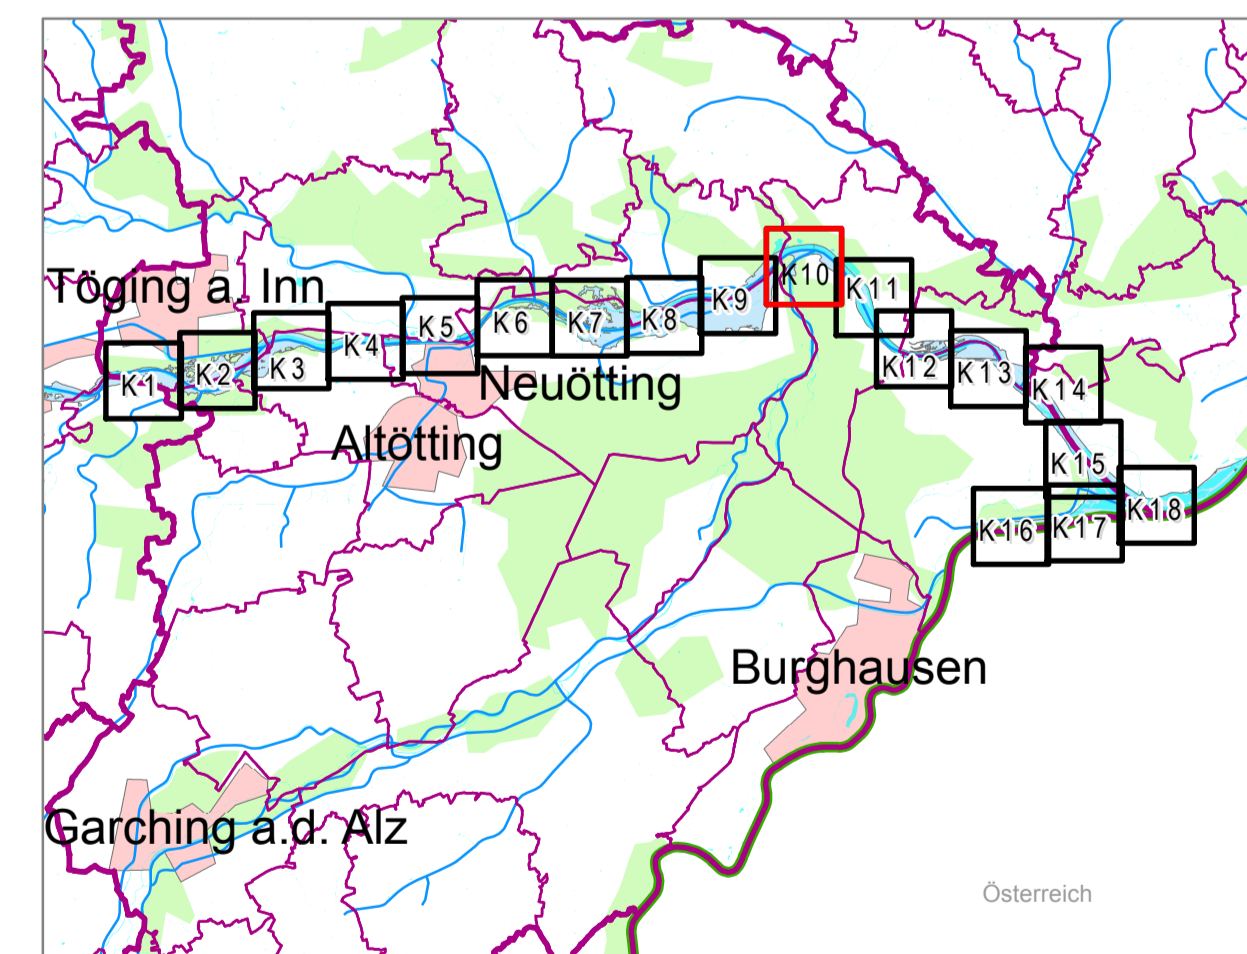 Töging a. Inn
K1
K2
K3
K4
K5
K6
K7
K8
K9
K10
K11
K12
K13
K14
K15
K16
K17
K18
Neuötting
Altötting
Burghausen
Garching a.d. Alz
Österreich